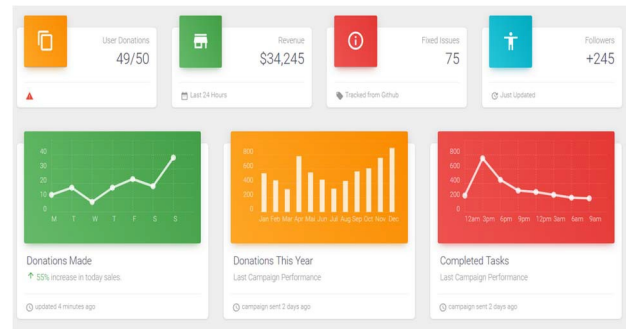 User Donations
49/50
Revenue
$34,245
Last 24 Hours
Fixed Issues
75
Tracked from Github
Followers
+245
Just Updated
40
30
20
10
0
M T W T F S S
Donations Made
55% increase in today sales.
updated 4 minutes ago
800
600
400
200
0
Jan Feb Mar Apr Mai Jun Jul Aug Sep Oct Nov Dec
Donations This Year
Last Campaign Performance
campaign sent 2 days ago
800
600
400
200
0
12am 3pm 6pm 9pm 12pm 3am 6am 9am
Completed Tasks
Last Campaign Performance
campaign sent 2 days ago